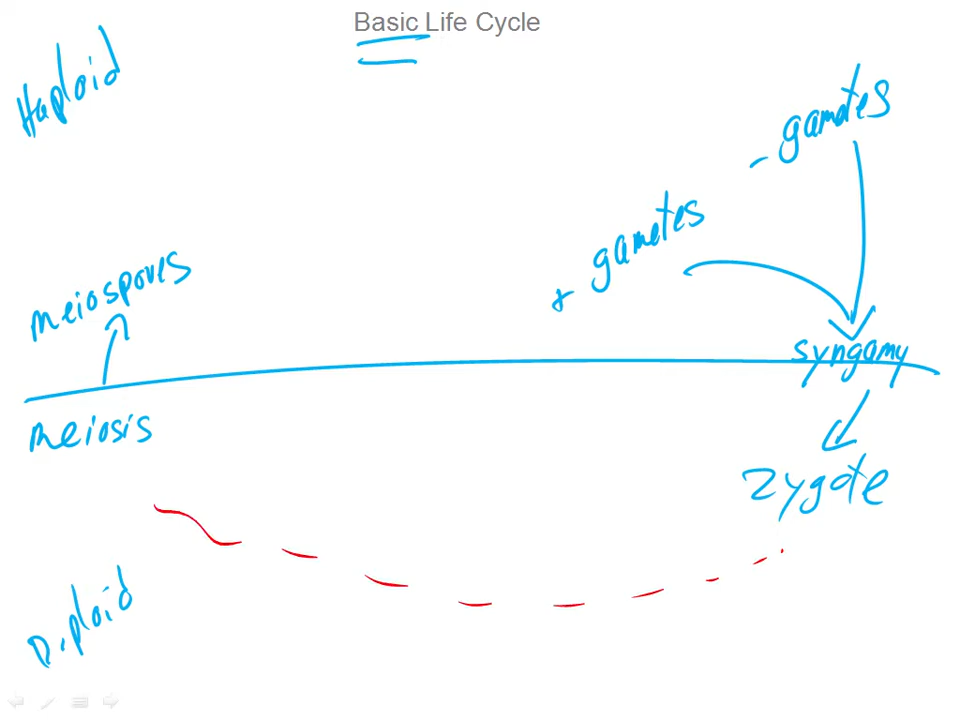 Basic Life Cycle
Haploid
- gametes
+ gametes
meiospores
syngamy
meiosis
zygote
Diploid